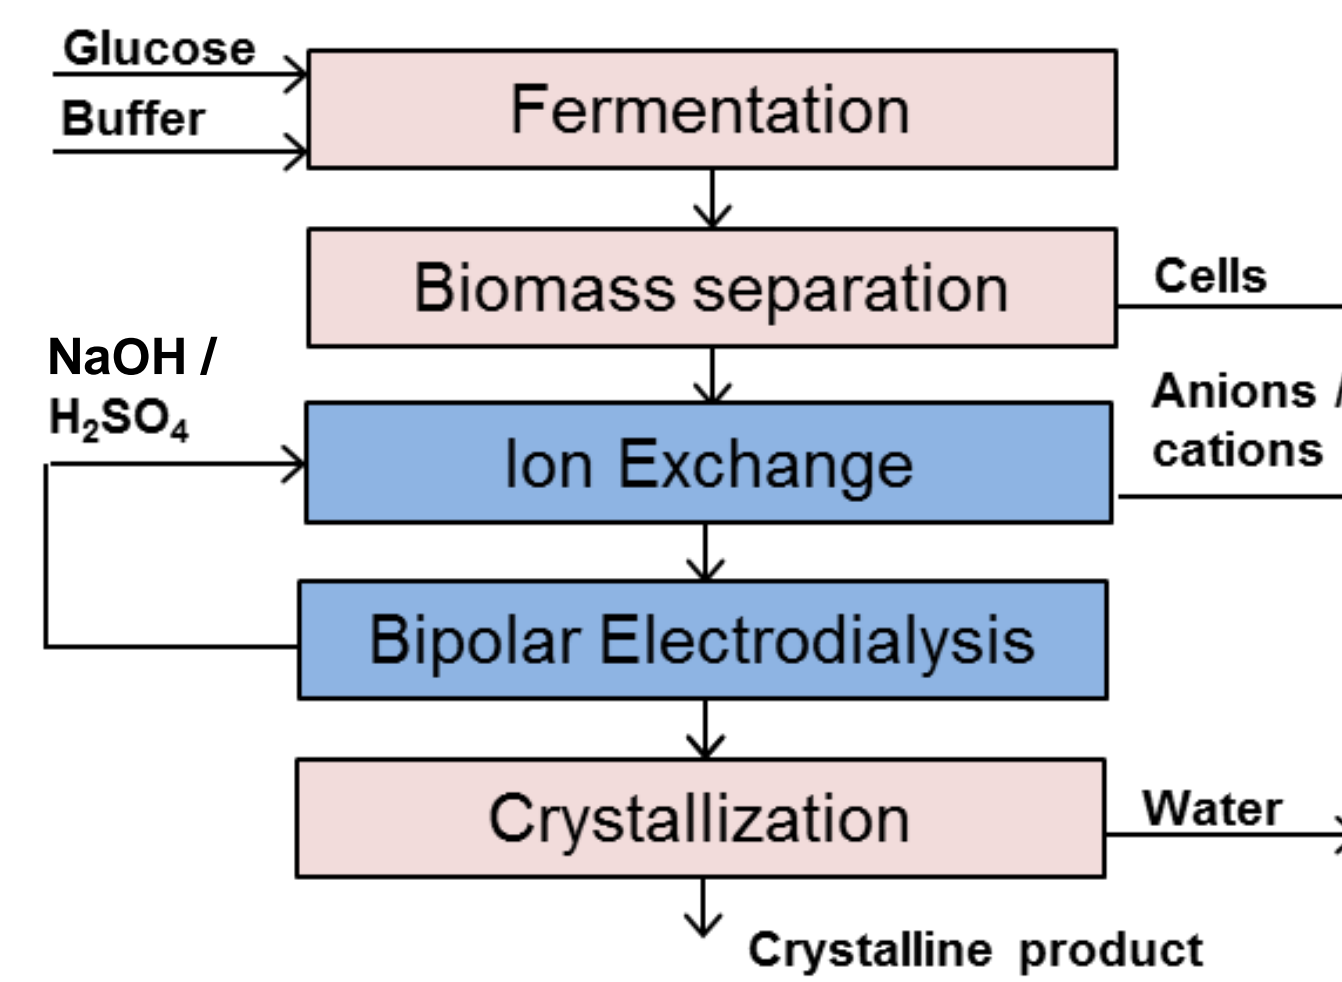 Glucose
Buffer
Fermentation
Biomass separation
Cells
NaOH /
H₂SO₄
Anions /
cations
Ion Exchange
Bipolar Electrodialysis
Crystallization
Water
Crystalline product